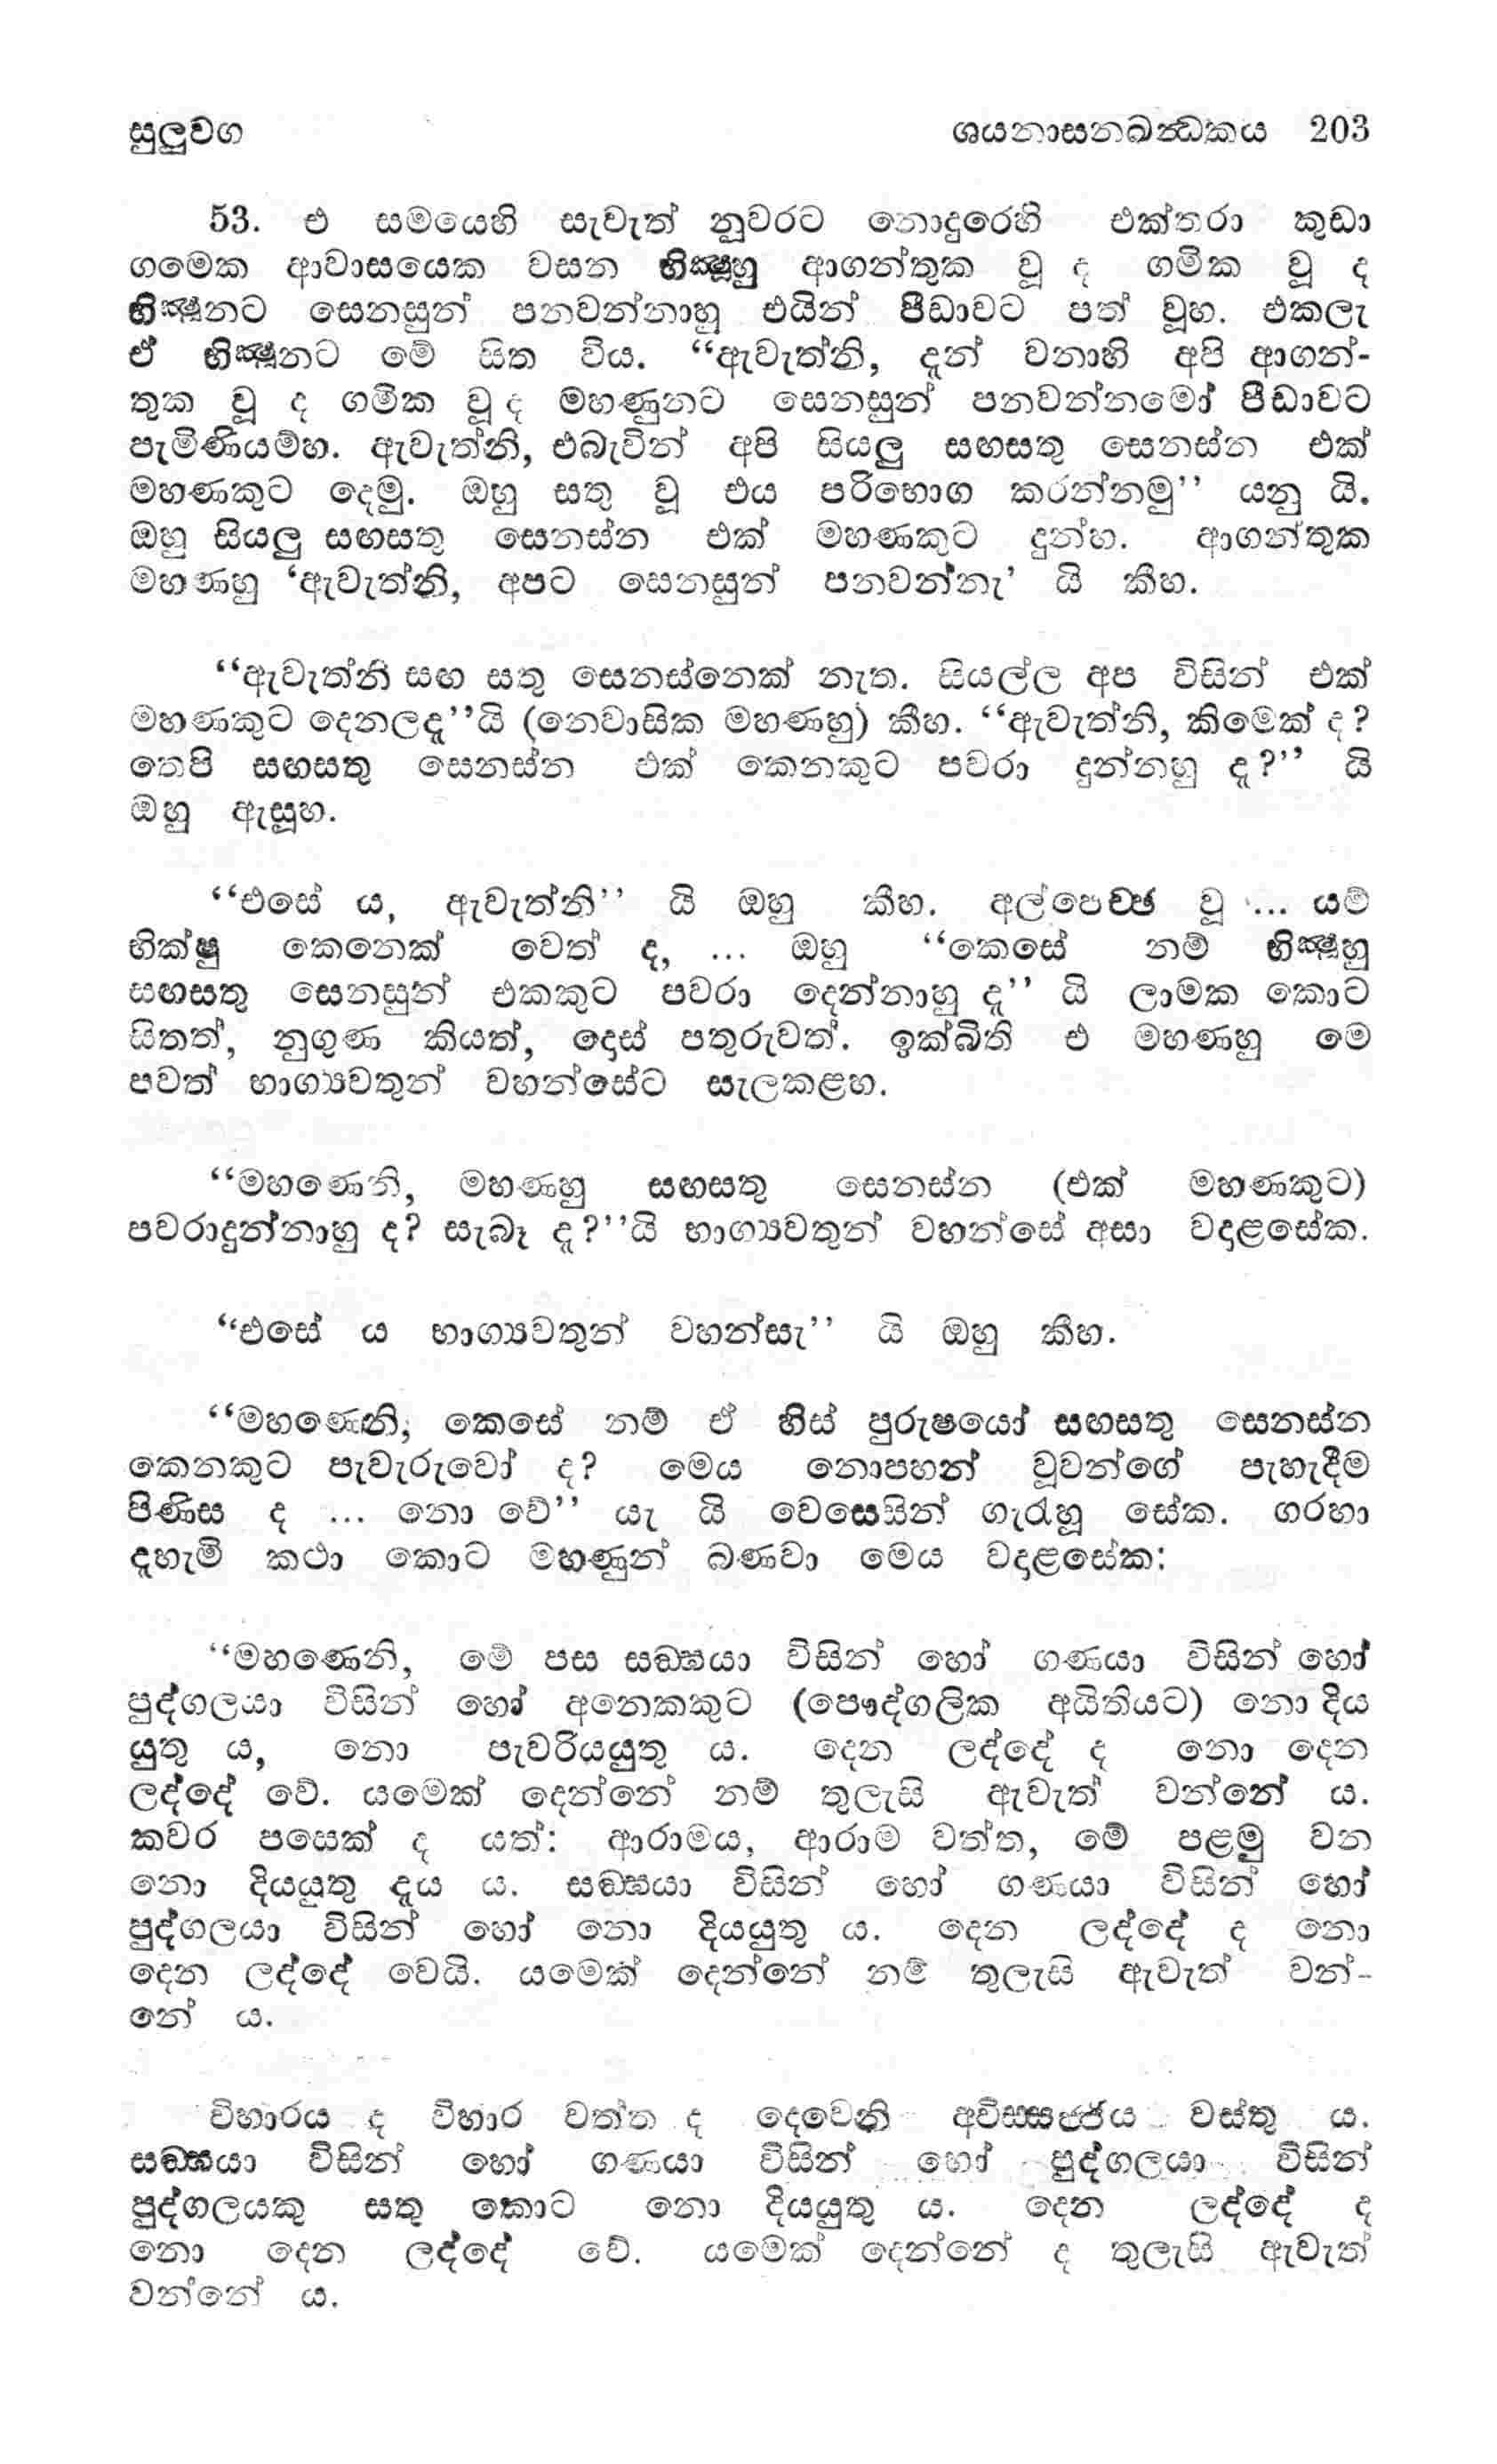 සුලුවග ශයනාසනඛන්ධකය 203
53. එ සමයෙහි සැවැත් නුවරට නොදුරෙහි එක්තරා කුඩා
ගමෙක ආවාසයෙක වසන භික්‍ෂූහු ආගන්තුක වූ ද ගමික වූ ද
භික්‍ෂූනට සෙනසුන් පනවන්නාහු එයින් පීඩාවට පත් වූහ. එකලැ
ඒ භික්‍ෂූනට මේ සිත විය. “ඇවැත්නි, දැන් වනාහි අපි ආගන්-
තුක වූ ද ගමික වූ ද මහණුනට සෙනසුන් පනවන්නමෝ පීඩාවට
පැමිණියම්හ. ඇවැත්නි, එබැවින් අපි සියලු සඟසතු සෙනස්න එක්
මහණකුට දෙමු. ඔහු සතු වූ එය පරිභොග කරන්නමු” යනු යි.
ඔහු සියලු සඟසතු සෙනස්න එක් මහණකුට දුන්හ. ආගන්තුක
මහණහු ‘ඇවැත්නි, අපට සෙනසුන් පනවන්නැ’ යි කීහ.
“ඇවැත්නි සඟ සතු සෙනස්නෙක් නැත. සියල්ල අප විසින් එක්
මහණකුට දෙනලදැ”යි (නෙවාසික මහණහු) කීහ. “ඇවැත්නි, කිමෙක් ද?
තෙපි සඟසතු සෙනස්න එක් කෙනකුට පවරා දුන්නහු දැ?” යි
ඔහු ඇසූහ.
“එසේ ය, ඇවැත්නි” යි ඔහු කීහ. අල්පෙච්ඡ වූ ... යම්
භික්ෂු කෙනෙක් වෙත් ද, ... ඔහු “කෙසේ නම් භික්‍ෂූහු
සඟසතු සෙනසුන් එකකුට පවරා දෙන්නාහු දැ” යි ලාමක කොට
සිතත්, නුගුණ කියත්, දොස් පතුරුවත්. ඉක්බිති එ මහණහු මෙ
පවත් භාග්‍යවතුන් වහන්සේට සැලකළහ.
“මහණෙනි, මහණහු සඟසතු සෙනස්න (එක් මහණකුට)
පවරාදුන්නාහු ද? සැබෑ දැ?”යි භාග්‍යවතුන් වහන්සේ අසා වදාළසේක.
“එසේ ය භාග්‍යවතුන් වහන්සැ” යි ඔහු කීහ.
“මහණෙනි, කෙසේ නම් ඒ හිස් පුරුෂයෝ සඟසතු සෙනස්න
කෙනකුට පැවැරුවෝ ද? මෙය නොපහන් වූවන්ගේ පැහැදීම
පිණිස ද ... නො වේ” යැ යි වෙසෙසින් ගැරැහූ සේක. ගරහා
දැහැමි කථා කොට මහණුන් බණවා මෙය වදාළසේක:
“මහණෙනි, මේ පස සඞ්ඝයා විසින් හෝ ගණයා විසින් හෝ
පුද්ගලයා විසින් හෝ අනෙකකුට (පෞද්ගලික අයිතියට) නො දිය
යුතු ය, නො පැවරියයුතු ය. දෙන ලද්දේ ද නො දෙන
ලද්දේ වේ. යමෙක් දෙන්නේ නම් තුලැසි ඇවැත් වන්නේ ය.
කවර පසෙක් ද යත්: ආරාමය, ආරාම වත්ත, මේ පළමු වන
නො දියයුතු දැය ය. සඞ්ඝයා විසින් හෝ ගණයා විසින් හෝ
පුද්ගලයා විසින් හෝ නො දියයුතු ය. දෙන ලද්දේ ද නො
දෙන ලද්දේ වෙයි. යමෙක් දෙන්නේ නම් තුලැසි ඇවැත් වන්-
නේ ය.
විහාරය ද විහාර වත්ත ද දෙවෙනි අවිස්සජ්ජිය වස්තු ය.
සඞ්ඝයා විසින් හෝ ගණයා විසින් හෝ පුද්ගලයා විසින්
පුද්ගලයකු සතු කොට නො දියයුතු ය. දෙන ලද්දේ ද
නො දෙන ලද්දේ වේ. යමෙක් දෙන්නේ ද තුලැසි ඇවැත්
වන්නේ ය.